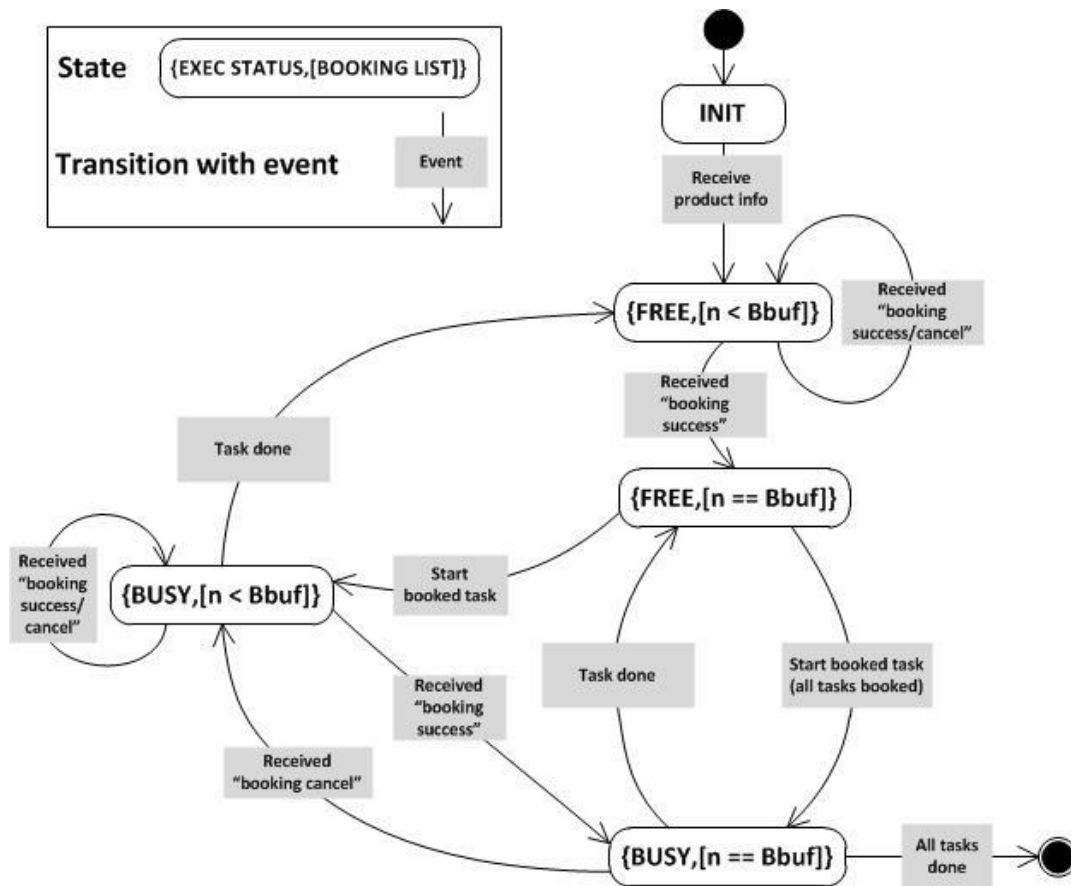 State
{EXEC STATUS,[BOOKING LIST]}
Transition with event
Event
INIT
Receive
product info
{FREE,[n < Bbuf]}
Received
“booking
success/cancel”
Received
“booking
success”
Task done
{FREE,[n == Bbuf]}
Received
“booking
success/
cancel”
{BUSY,[n < Bbuf]}
Start
booked task
Task done
Start booked task
(all tasks booked)
Received
“booking
success”
Received
“booking cancel”
{BUSY,[n == Bbuf]}
All tasks
done